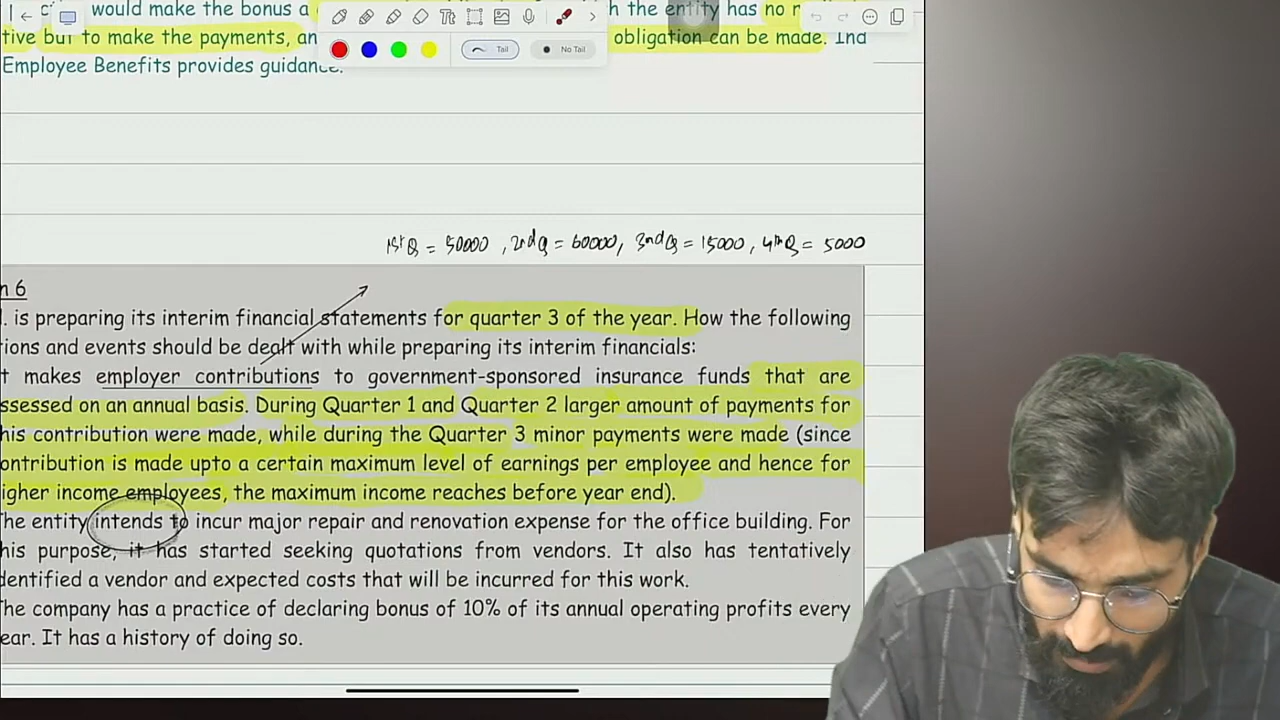 would make the bonus a
h the entity has no
tive but to make the payments, an
obligation can be made. Ind
Employee Benefits provides guidance.
Tail
No Tail
1st Q = 50000 , 2nd Q = 60000, 3nd Q = 15000, 4th Q = 5000
n 6
. is preparing its interim financial statements for quarter 3 of the year. How the following
ions and events should be dealt with while preparing its interim financials:
t makes employer contributions to government-sponsored insurance funds that are
ssessed on an annual basis. During Quarter 1 and Quarter 2 larger amount of payments for
his contribution were made, while during the Quarter 3 minor payments were made (since
ontribution is made upto a certain maximum level of earnings per employee and hence for
igher income employees, the maximum income reaches before year end).
The entity intends to incur major repair and renovation expense for the office building. For
his purpose, it has started seeking quotations from vendors. It also has tentatively
dentified a vendor and expected costs that will be incurred for this work.
The company has a practice of declaring bonus of 10% of its annual operating profits every
ear. It has a history of doing so.